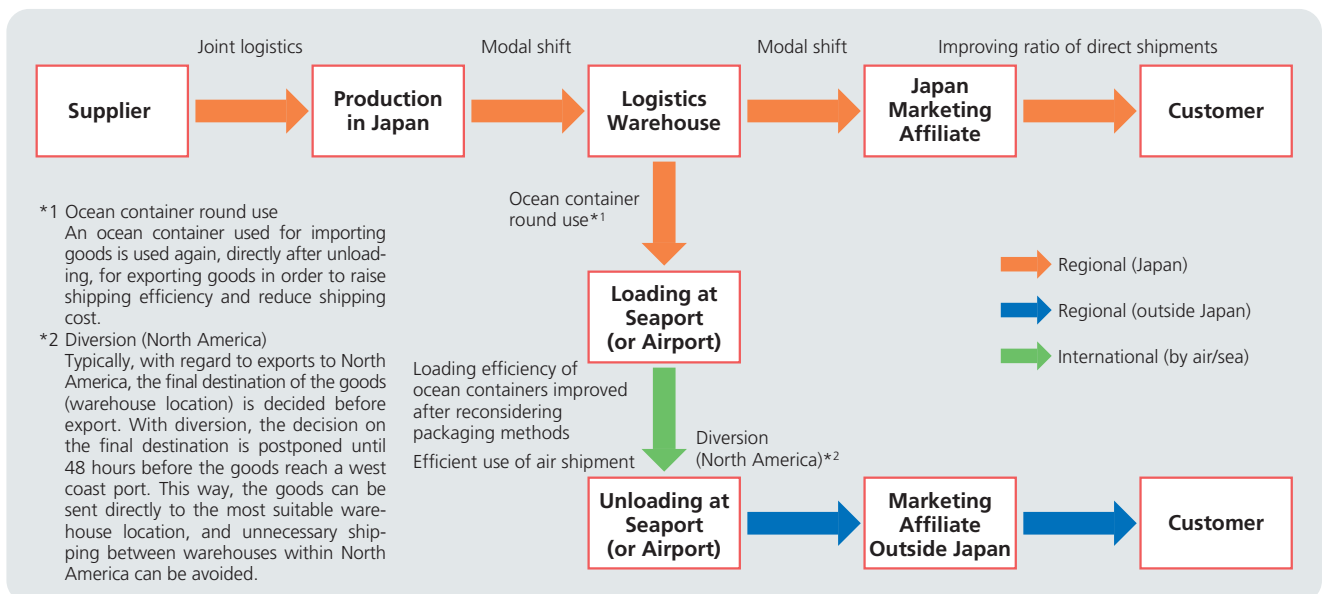 Joint logistics
Modal shift
Modal shift
Improving ratio of direct shipments
Supplier
Production
in Japan
Logistics
Warehouse
Japan
Marketing
Affiliate
Customer
*1 Ocean container round use
An ocean container used for importing
goods is used again, directly after unload-
ing, for exporting goods in order to raise
shipping efficiency and reduce shipping
cost.
*2 Diversion (North America)
Typically, with regard to exports to North
America, the final destination of the goods
(warehouse location) is decided before
export. With diversion, the decision on
the final destination is postponed until
48 hours before the goods reach a west
coast port. This way, the goods can be
sent directly to the most suitable ware-
house location, and unnecessary ship-
ping between warehouses within North
America can be avoided.
Ocean container
round use*1
Regional (Japan)
Regional (outside Japan)
International (by air/sea)
Loading at
Seaport
(or Airport)
Loading efficiency of
ocean containers improved
after reconsidering
packaging methods
Efficient use of air shipment
Diversion
(North America)*2
Unloading at
Seaport
(or Airport)
Marketing
Affiliate
Outside Japan
Customer